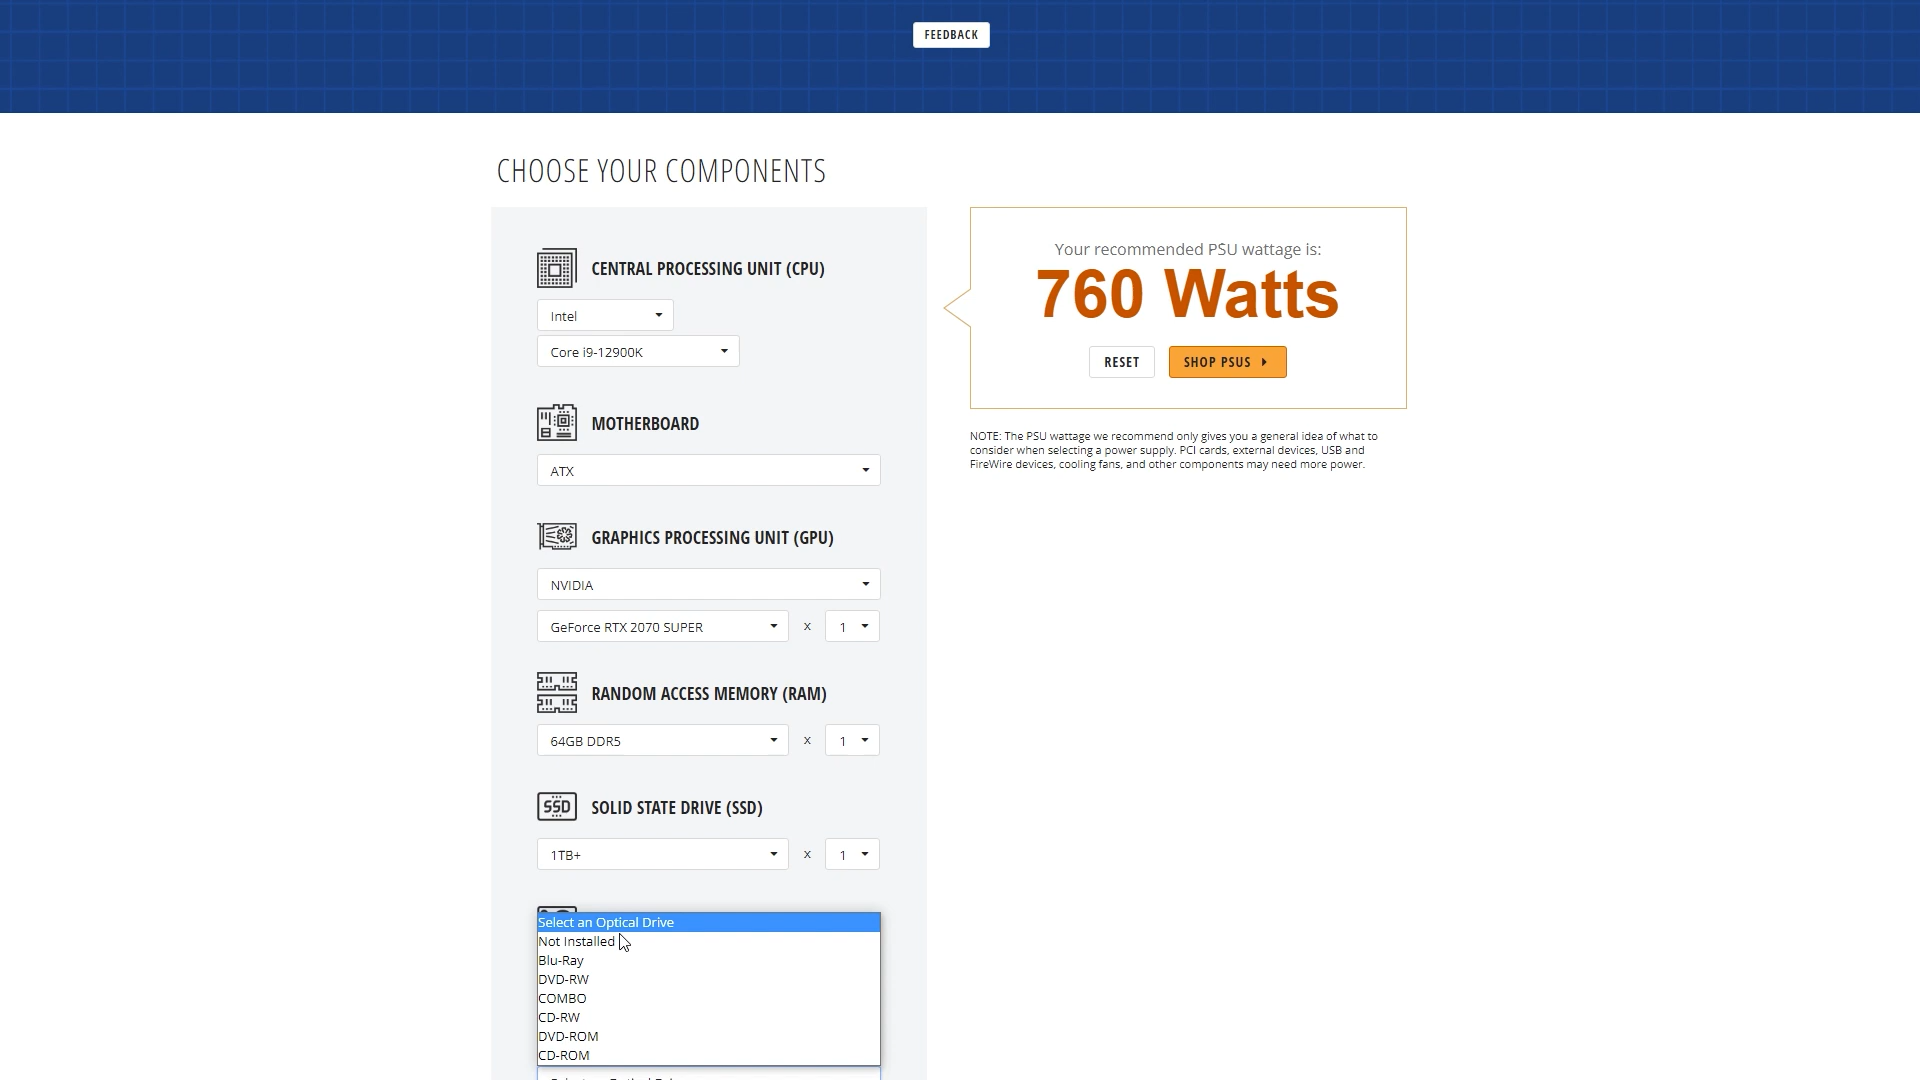 FEEDBACK
CHOOSE YOUR COMPONENTS
CENTRAL PROCESSING UNIT (CPU)
Intel
Core i9-12900K
Your recommended PSU wattage is:
760 Watts
RESET
SHOP PSUS
NOTE: The PSU wattage we recommend only gives you a general idea of what to
consider when selecting a power supply. PCI cards, external devices, USB and
FireWire devices, cooling fans, and other components may need more power.
MOTHERBOARD
ATX
GRAPHICS PROCESSING UNIT (GPU)
NVIDIA
GeForce RTX 2070 SUPER x 1
RANDOM ACCESS MEMORY (RAM)
64GB DDR5 x 1
SSD SOLID STATE DRIVE (SSD)
1TB+ x 1
Select an Optical Drive
Not Installed
Blu-Ray
DVD-RW
COMBO
CD-RW
DVD-ROM
CD-ROM